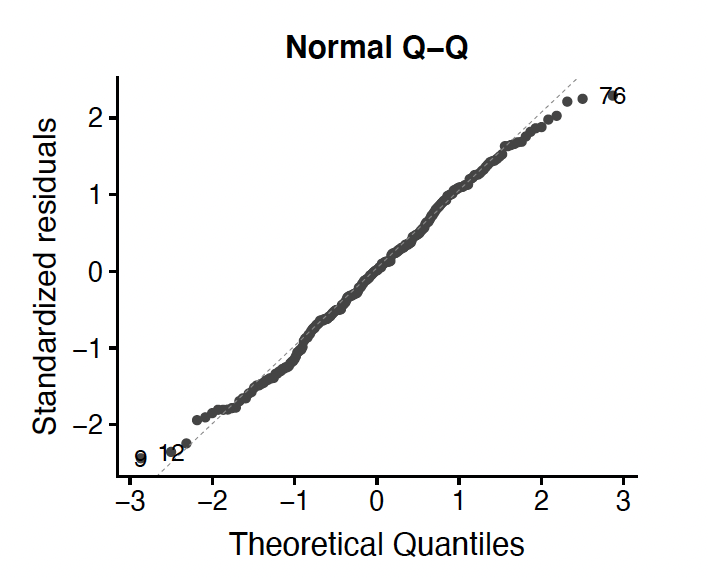 Normal Q−Q
Standardized residuals
2
1
0
−1
−2
76
12
9
−3 −2 −1 0 1 2 3
Theoretical Quantiles